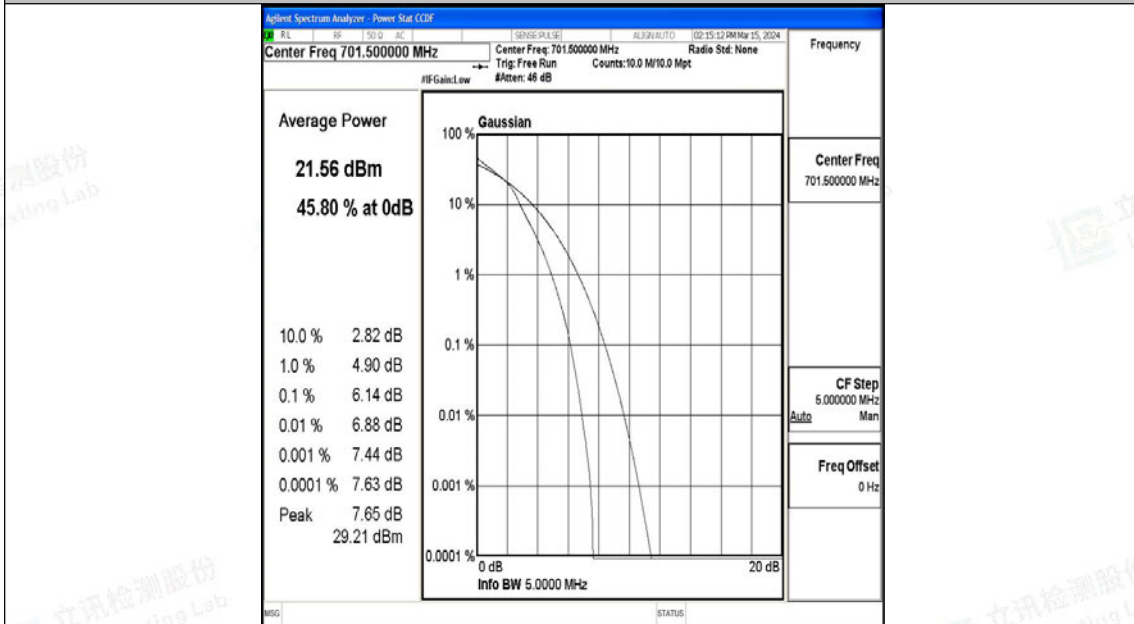 Agilent Spectrum Analyzer - Power Stat CCDF
RL RF 50 Ω AC SENSE:PULSE ALIGN AUTO 02:15:12 PM Mar 15, 2024
Center Freq 701.500000 MHz
Center Freq: 701.500000 MHz Radio Std: None
Trig: Free Run Counts:10.0 M/10.0 Mpt
#IFGain:Low #Atten: 46 dB
Frequency
Average Power
21.56 dBm
45.80 % at 0dB
10.0 % 2.82 dB
1.0 % 4.90 dB
0.1 % 6.14 dB
0.01 % 6.88 dB
0.001 % 7.44 dB
0.0001 % 7.63 dB
Peak 7.65 dB
29.21 dBm
Gaussian
100 %
10 %
1 %
0.1 %
0.01 %
0.001 %
0.0001 %
0 dB 20 dB
Info BW 5.0000 MHz
Center Freq
701.500000 MHz
CF Step
5.000000 MHz
Auto Man
Freq Offset
0 Hz
MSG STATUS
立讯检测股份